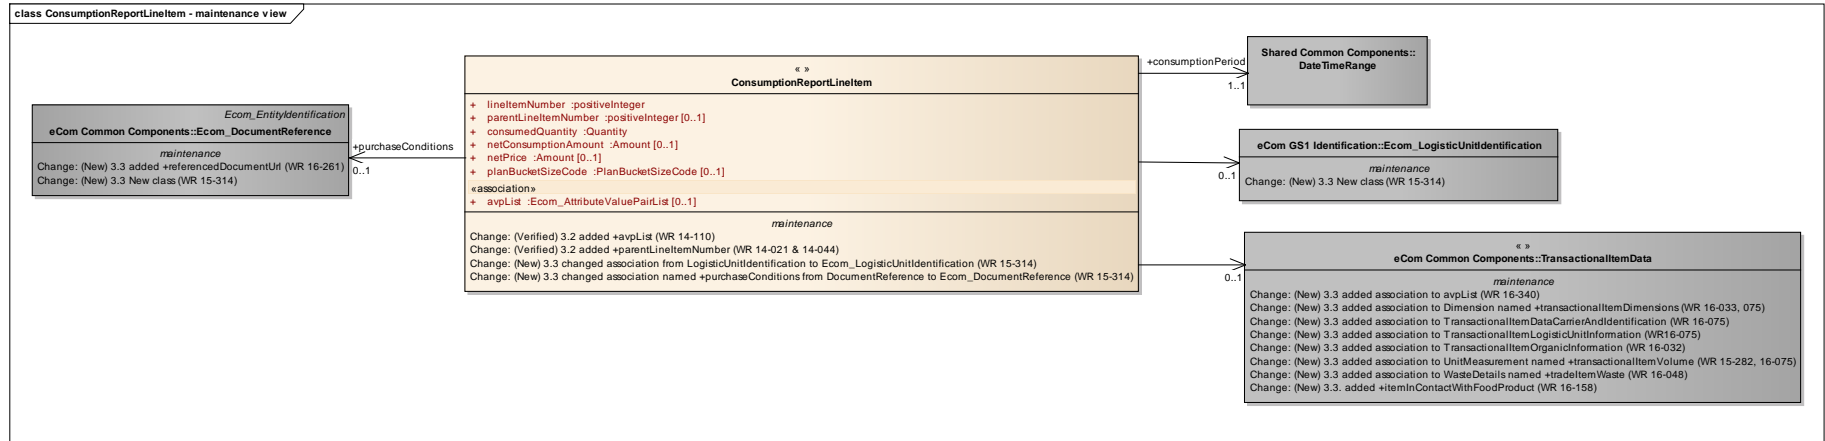 class ConsumptionReportLineItem - maintenance view
Ecom_EntityIdentification
eCom Common Components::Ecom_DocumentReference
maintenance
Change: (New) 3.3 added +referencedDocumentUrl (WR 16-261)
Change: (New) 3.3 New class (WR 15-314)
+purchaseConditions
0..1
« »
ConsumptionReportLineItem
+ lineItemNumber :positiveInteger
+ parentLineItemNumber :positiveInteger [0..1]
+ consumedQuantity :Quantity
+ netConsumptionAmount :Amount [0..1]
+ netPrice :Amount [0..1]
+ planBucketSizeCode :PlanBucketSizeCode [0..1]
«association»
+ avpList :Ecom_AttributeValuePairList [0..1]
maintenance
Change: (Verified) 3.2 added +avpList (WR 14-110)
Change: (Verified) 3.2 added +parentLineItemNumber (WR 14-021 & 14-044)
Change: (New) 3.3 changed association from LogisticUnitIdentification to Ecom_LogisticUnitIdentification (WR 15-314)
Change: (New) 3.3 changed association named +purchaseConditions from DocumentReference to Ecom_DocumentReference (WR 15-314)
+consumptionPeriod
1..1
Shared Common Components::
DateTimeRange
0..1
eCom GS1 Identification::Ecom_LogisticUnitIdentification
maintenance
Change: (New) 3.3 New class (WR 15-314)
0..1
« »
eCom Common Components::TransactionalItemData
maintenance
Change: (New) 3.3 added association to avpList (WR 16-340)
Change: (New) 3.3 added association to Dimension named +transactionalItemDimensions (WR 16-033, 075)
Change: (New) 3.3 added association to TransactionalItemDataCarrierAndIdentification (WR 16-075)
Change: (New) 3.3 added association to TransactionalItemLogisticUnitInformation (WR16-075)
Change: (New) 3.3 added association to TransactionalItemOrganicInformation (WR 16-032)
Change: (New) 3.3 added association to UnitMeasurement named +transactionalItemVolume (WR 15-282, 16-075)
Change: (New) 3.3 added association to WasteDetails named +tradeItemWaste (WR 16-048)
Change: (New) 3.3. added +itemInContactWithFoodProduct (WR 16-158)